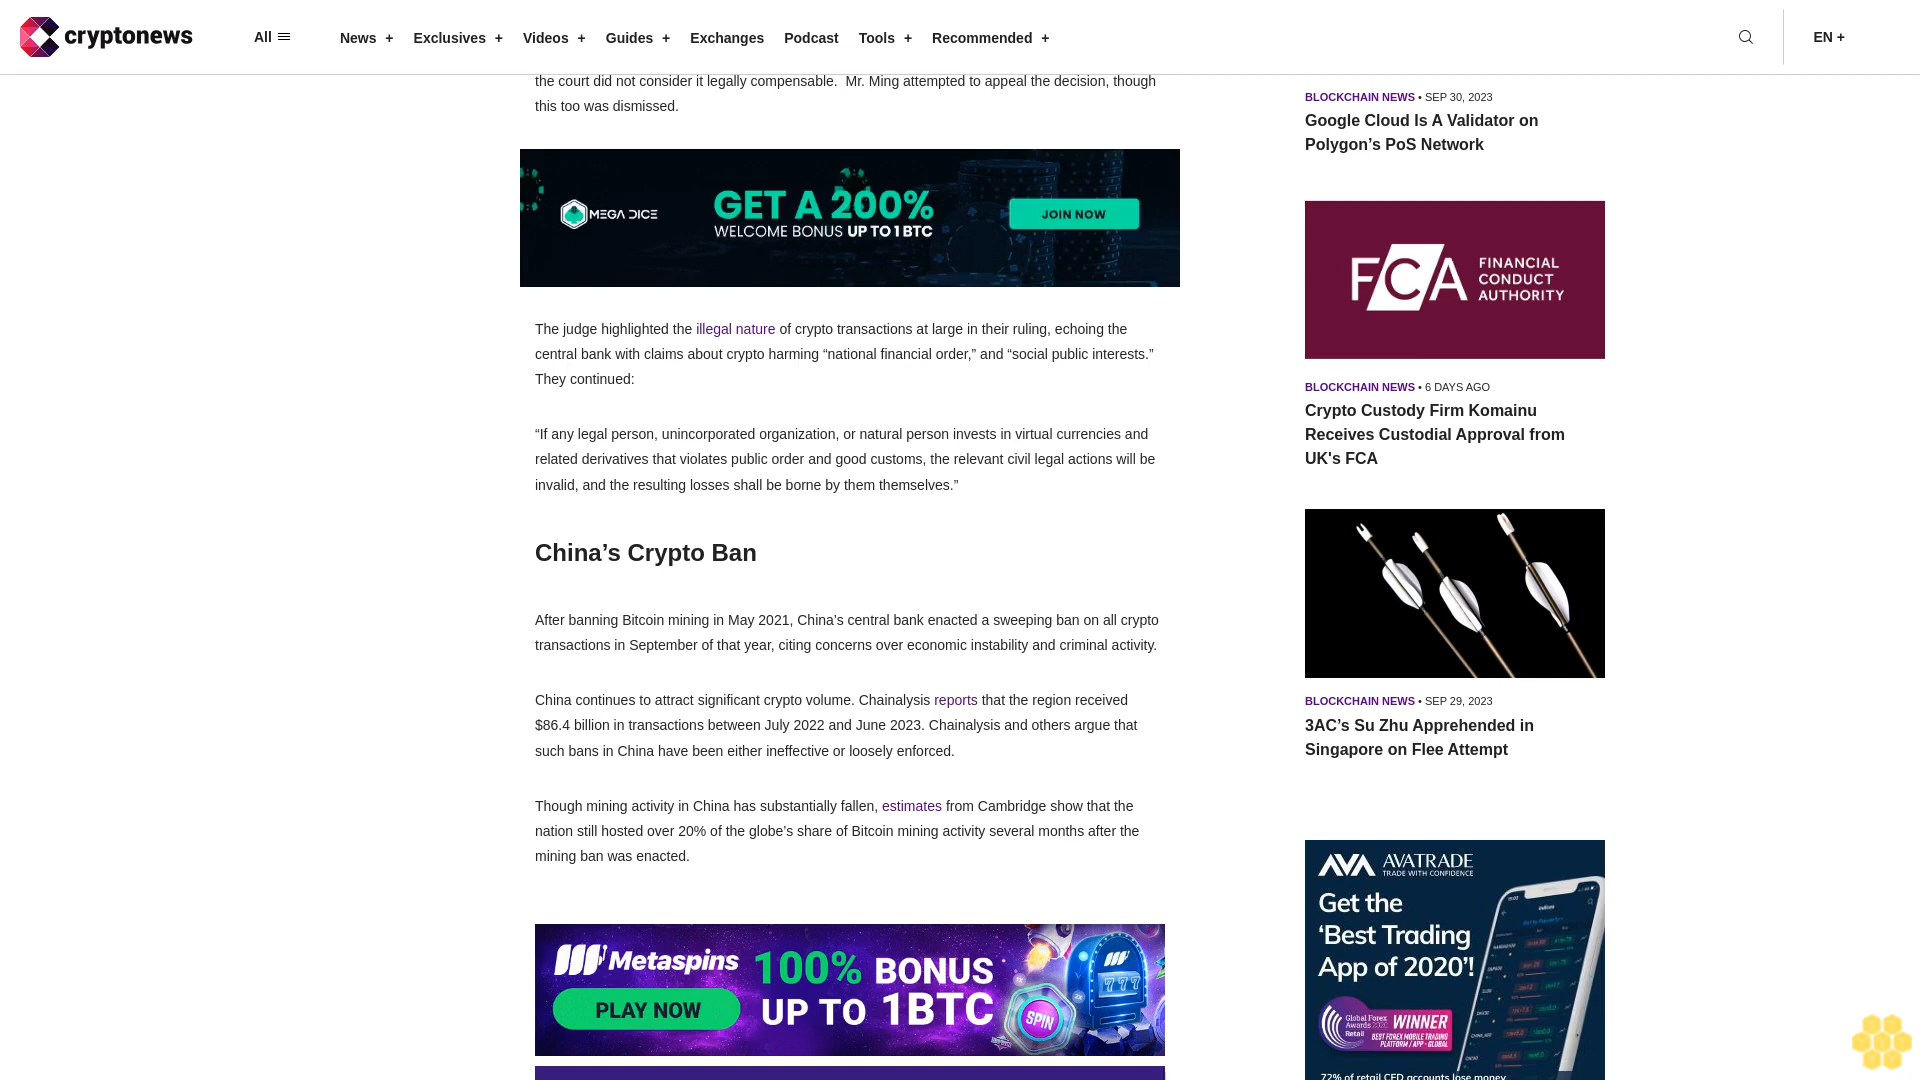 cryptonews
All
News +
Exclusives +
Videos +
Guides +
Exchanges
Podcast
Tools +
Recommended +
EN +
the court did not consider it legally compensable.  Mr. Ming attempted to appeal the decision, though
this too was dismissed.
MEGA DICE
GET A 200%
WELCOME BONUS UP TO 1 BTC
JOIN NOW
The judge highlighted the illegal nature of crypto transactions at large in their ruling, echoing the
central bank with claims about crypto harming “national financial order,” and “social public interests.”
They continued:
“If any legal person, unincorporated organization, or natural person invests in virtual currencies and
related derivatives that violates public order and good customs, the relevant civil legal actions will be
invalid, and the resulting losses shall be borne by them themselves.”
China’s Crypto Ban
After banning Bitcoin mining in May 2021, China’s central bank enacted a sweeping ban on all crypto
transactions in September of that year, citing concerns over economic instability and criminal activity.
China continues to attract significant crypto volume. Chainalysis reports that the region received
$86.4 billion in transactions between July 2022 and June 2023. Chainalysis and others argue that
such bans in China have been either ineffective or loosely enforced.
Though mining activity in China has substantially fallen, estimates from Cambridge show that the
nation still hosted over 20% of the globe’s share of Bitcoin mining activity several months after the
mining ban was enacted.
Metaspins
PLAY NOW
100% BONUS
UP TO 1BTC
777
SPIN
BLOCKCHAIN NEWS • SEP 30, 2023
Google Cloud Is A Validator on
Polygon’s PoS Network
FCA
FINANCIAL
CONDUCT
AUTHORITY
BLOCKCHAIN NEWS • 6 DAYS AGO
Crypto Custody Firm Komainu
Receives Custodial Approval from
UK's FCA
BLOCKCHAIN NEWS • SEP 29, 2023
3AC’s Su Zhu Apprehended in
Singapore on Flee Attempt
AVA AVATRADE
TRADE WITH CONFIDENCE
Get the
‘Best Trading
App of 2020’!
Global Forex
Awards 2020
Retail
WINNER
BEST FOREX MOBILE TRADING
PLATFORM / APP - GLOBAL
Indices
72% of retail CFD accounts lose money